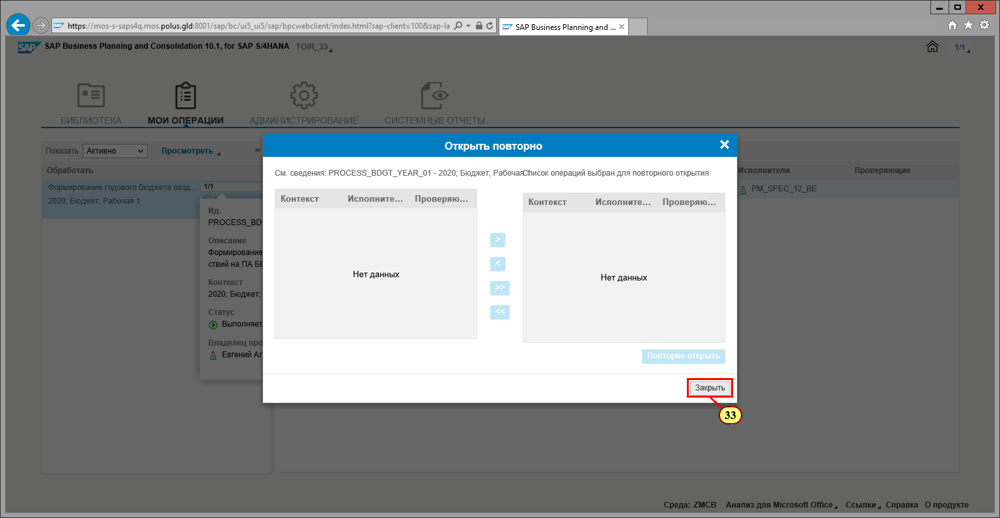 https://mos-s-saps4q.mos.polus.gld:8001/sap/bc/ui5_ui5/sap/bpcwebclient/index.html?sap-client=100&sap-la
SAP Business Planning and ...
SAP
SAP Business Planning and Consolidation 10.1, for SAP S/4HANA
TOIR_33
1/1
БИБЛИОТЕКА
МОИ ОПЕРАЦИИ
АДМИНИСТРИРОВАНИЕ
СИСТЕМНЫЕ ОТЧЕТЫ
Показать
Активно
Просмотреть
»
Обработать
Формирование годового бюджета возд...
1/1
2020; Бюджет; Рабочая 1
Ид.
PROCESS_BD
Описание
Формирование
ствий на ПА БЕ
Контекст
2020; Бюджет;
Статус
Выполняет
Владелец про
Евгений Ал
Открыть повторно
См. сведения: PROCESS_BDGT_YEAR_01 - 2020; Бюджет; Рабочая 1
Список операций выбран для повторного открытия
Контекст
Исполните...
Проверяю...
Нет данных
>
<
>>
<<
Контекст
Исполните...
Проверяю...
Нет данных
Повторно открыть
Закрыть
33
Исполнители
Проверяющие
PM_SPEC_12_BE
Среда: ZMCB
Анализ для Microsoft Office
Ссылки
Справка
О продукте